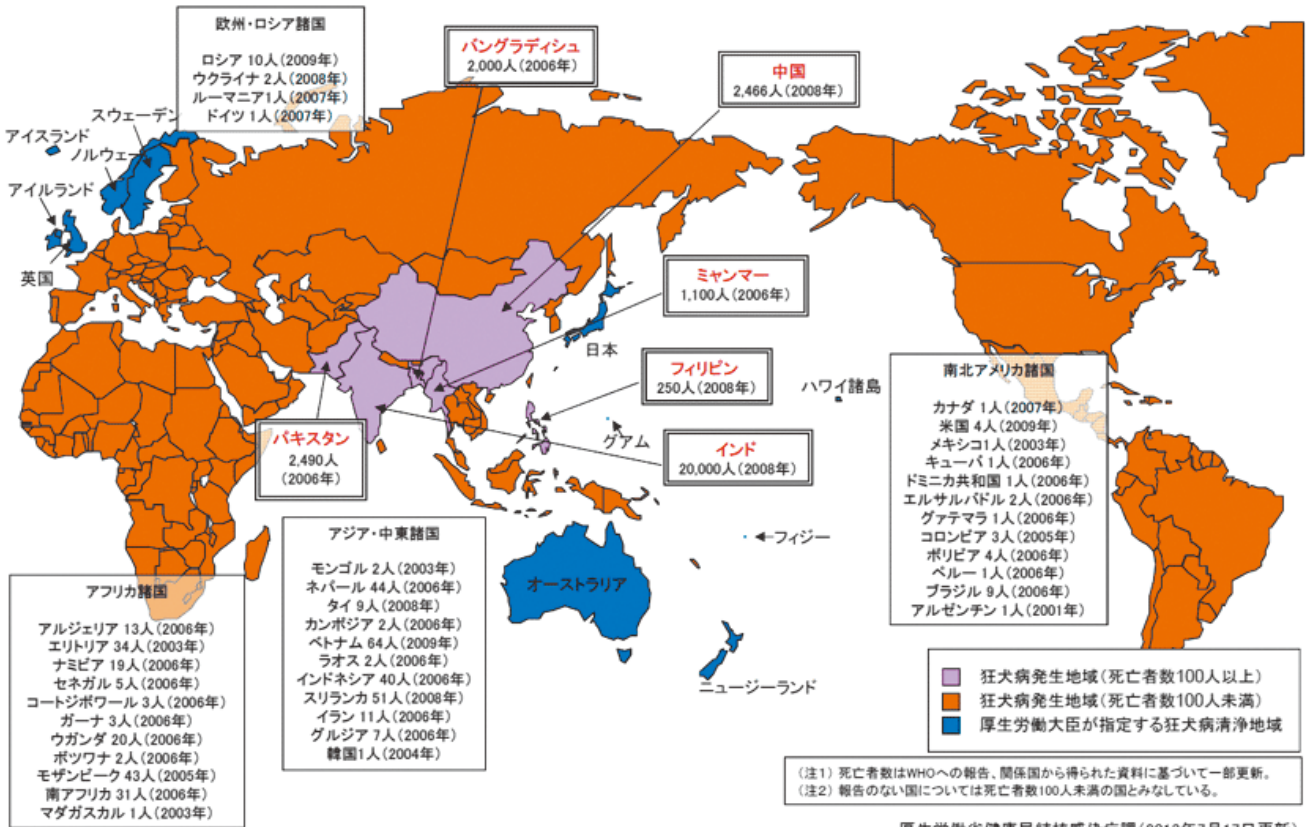 欧州・ロシア諸国
ロシア 10人(2009年)
ウクライナ 2人(2008年)
ルーマニア1人(2007年)
ドイツ 1人(2007年)
バングラディシュ
2,000人(2006年)
中国
2,466人(2008年)
スウェーデン
アイスランド
ノルウェー
アイルランド
英国
ミャンマー
1,100人(2006年)
日本
フィリピン
250人(2008年)
ハワイ諸島
グアム
インド
20,000人(2008年)
パキスタン
2,490人
(2006年)
南北アメリカ諸国
カナダ 1人(2007年)
米国 4人(2009年)
メキシコ1人(2003年)
キューバ 1人(2006年)
ドミニカ共和国 1人(2006年)
エルサルバドル 2人(2006年)
グァテマラ 1人(2006年)
コロンビア 3人(2005年)
ボリビア 4人(2006年)
ペルー 1人(2006年)
ブラジル 9人(2006年)
アルゼンチン 1人(2001年)
アジア・中東諸国
モンゴル 2人(2003年)
ネパール 44人(2006年)
タイ 9人(2008年)
カンボジア 2人(2006年)
ベトナム 64人(2009年)
ラオス 2人(2006年)
インドネシア 40人(2006年)
スリランカ 51人(2008年)
イラン 11人(2006年)
グルジア 7人(2006年)
韓国1人(2004年)
フィジー
オーストラリア
ニュージーランド
アフリカ諸国
アルジェリア 13人(2006年)
エリトリア 34人(2003年)
ナミビア 19人(2006年)
セネガル 5人(2006年)
コートジボワール 3人(2006年)
ガーナ 3人(2006年)
ウガンダ 20人(2006年)
ボツワナ 2人(2006年)
モザンビーク 43人(2005年)
南アフリカ 31人(2006年)
マダガスカル 1人(2003年)
狂犬病発生地域(死亡者数100人以上)
狂犬病発生地域(死亡者数100人未満)
厚生労働大臣が指定する狂犬病清浄地域
(注1) 死亡者数はWHOへの報告、関係国から得られた資料に基づいて一部更新。
(注2) 報告のない国については死亡者数100人未満の国とみなしている。